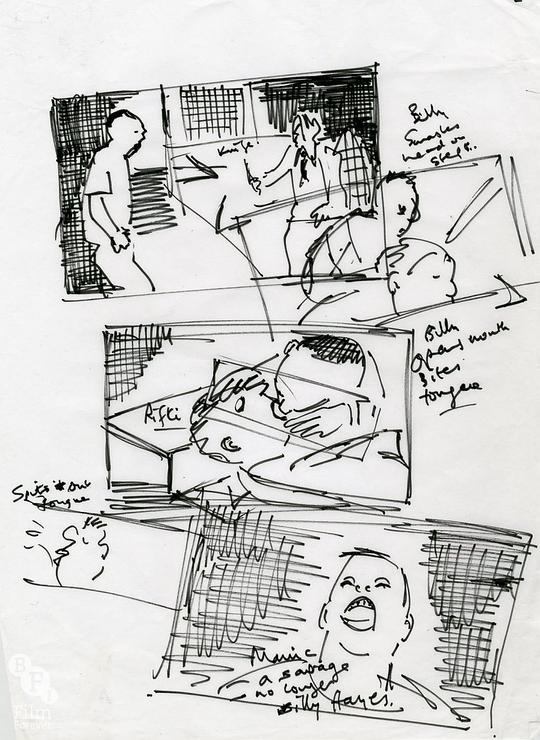 Knife!
Billy
Smashes
head on
steps.
Billy
Opens mouth
Bites
tongue
Rifki
Spits out
tongue
Manic
a savage
no longer
Billy Hayes.
BFI
Film
Forever